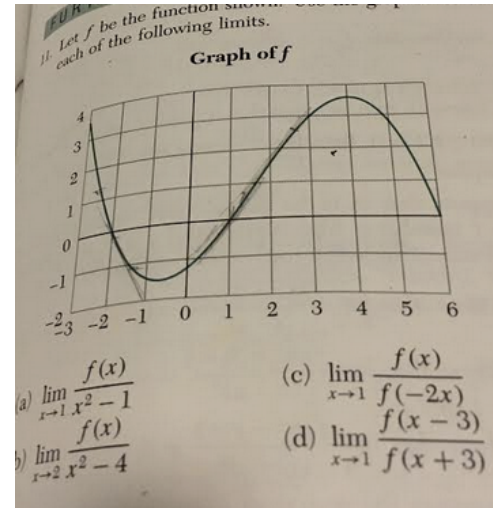 11. Let f be the function
each of the following limits.
Graph of f
4
3
2
1
0
-1
-2
-3 -2 -1 0 1 2 3 4 5 6
(a) lim x→1 f(x) / x² − 1
(c) lim x→1 f(x) / f(−2x)
(b) lim x→2 f(x) / x² − 4
(d) lim x→1 f(x − 3) / f(x + 3)